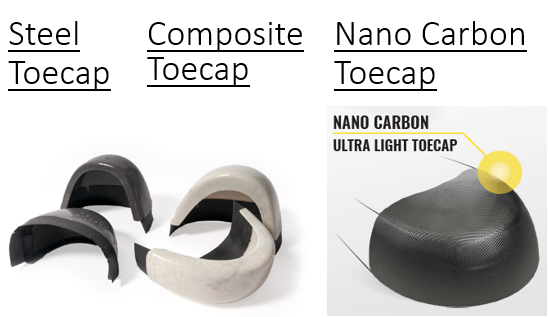 Steel
Toecap
Composite
Toecap
Nano Carbon
Toecap
NANO CARBON
ULTRA LIGHT TOECAP